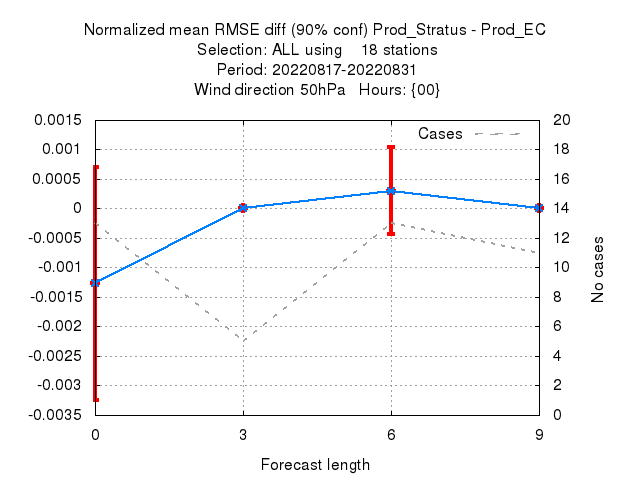 Normalized mean RMSE diff (90% conf) Prod_Stratus - Prod_EC
Selection: ALL using    18 stations
Period: 20220817-20220831
Wind direction 50hPa   Hours: {00}
Cases
0.0015
0.001
0.0005
0
-0.0005
-0.001
-0.0015
-0.002
-0.0025
-0.003
-0.0035
20
18
16
14
12
10
8
6
4
2
0
No cases
0 3 6 9
Forecast length